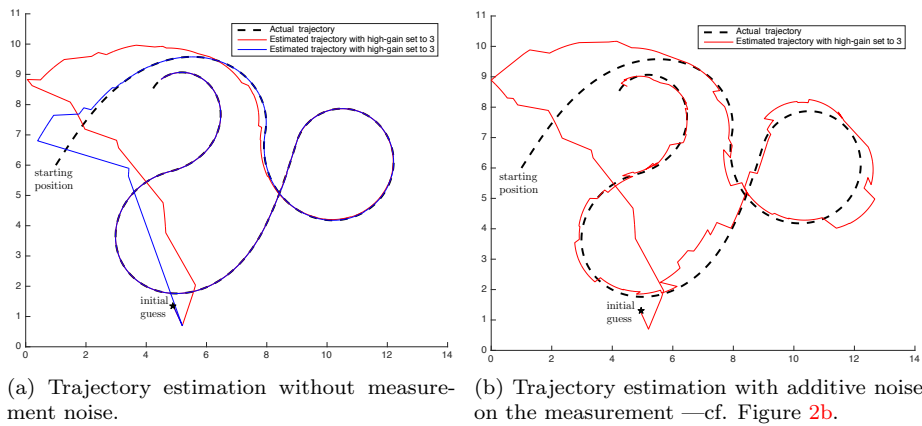 Actual trajectory
Estimated trajectory with high-gain set to 3
Estimated trajectory with high-gain set to 3
11
10
9
8
7
6
5
4
3
2
1
0
starting
position
initial
guess
0
2
4
6
8
10
12
14
(a) Trajectory estimation without measure-
ment noise.
Actual trajectory
Estimated trajectory with high-gain set to 3
11
10
9
8
7
6
5
4
3
2
1
0
starting
position
initial
guess
0
2
4
6
8
10
12
14
(b) Trajectory estimation with additive noise
on the measurement —cf. Figure 2b.